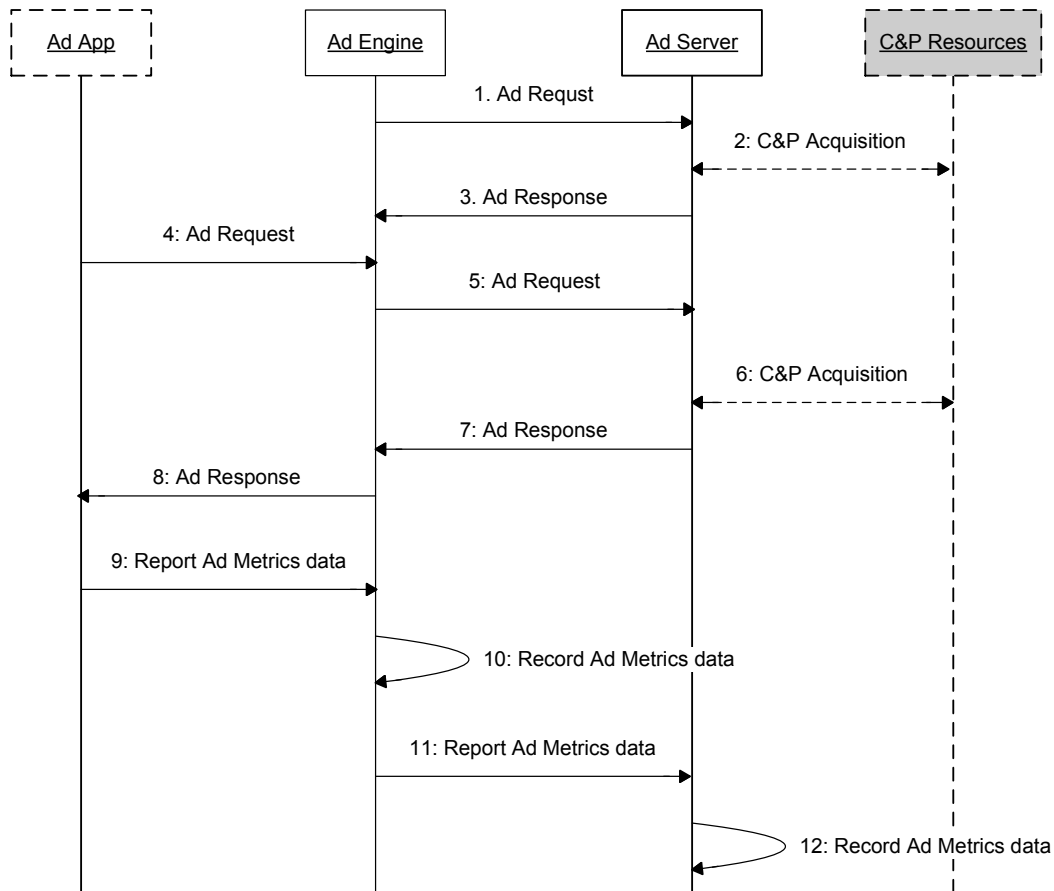 Ad App
Ad Engine
Ad Server
C&P Resources
1. Ad Requst
2: C&P Acquisition
3. Ad Response
4: Ad Request
5: Ad Request
6: C&P Acquisition
7: Ad Response
8: Ad Response
9: Report Ad Metrics data
10: Record Ad Metrics data
11: Report Ad Metrics data
12: Record Ad Metrics data